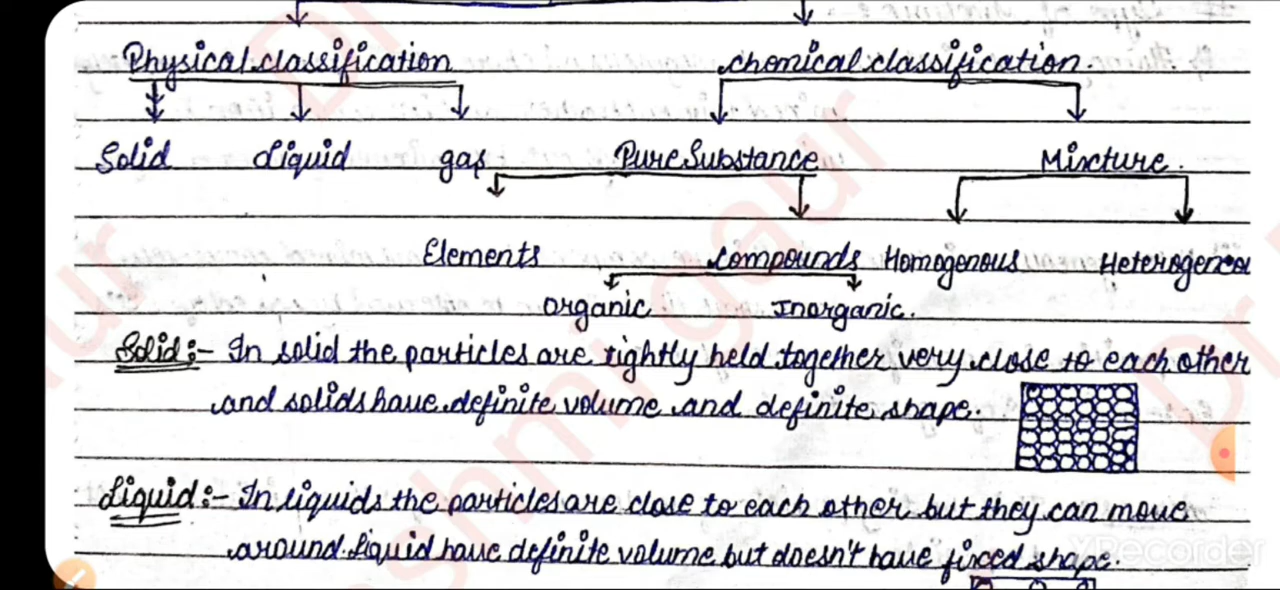 Physical classification chemical classification.
Solid Liquid gas Pure Substance Mixture.
Elements compounds Homogenous Heterogeneou
organic Inorganic.
Solid:- In solid the particles are tightly held together very close to each other
and solids have definite volume and definite shape.
Liquid:- In liquids the particles are close to each other but they can move
around. liquid have definite volume but doesn't have fixed shape.
XRecorder